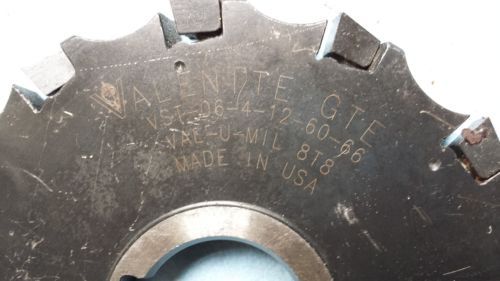 VALENITE GTE
VST-06-4-12-60-66
VAL-U-MIL 8T8
MADE IN USA